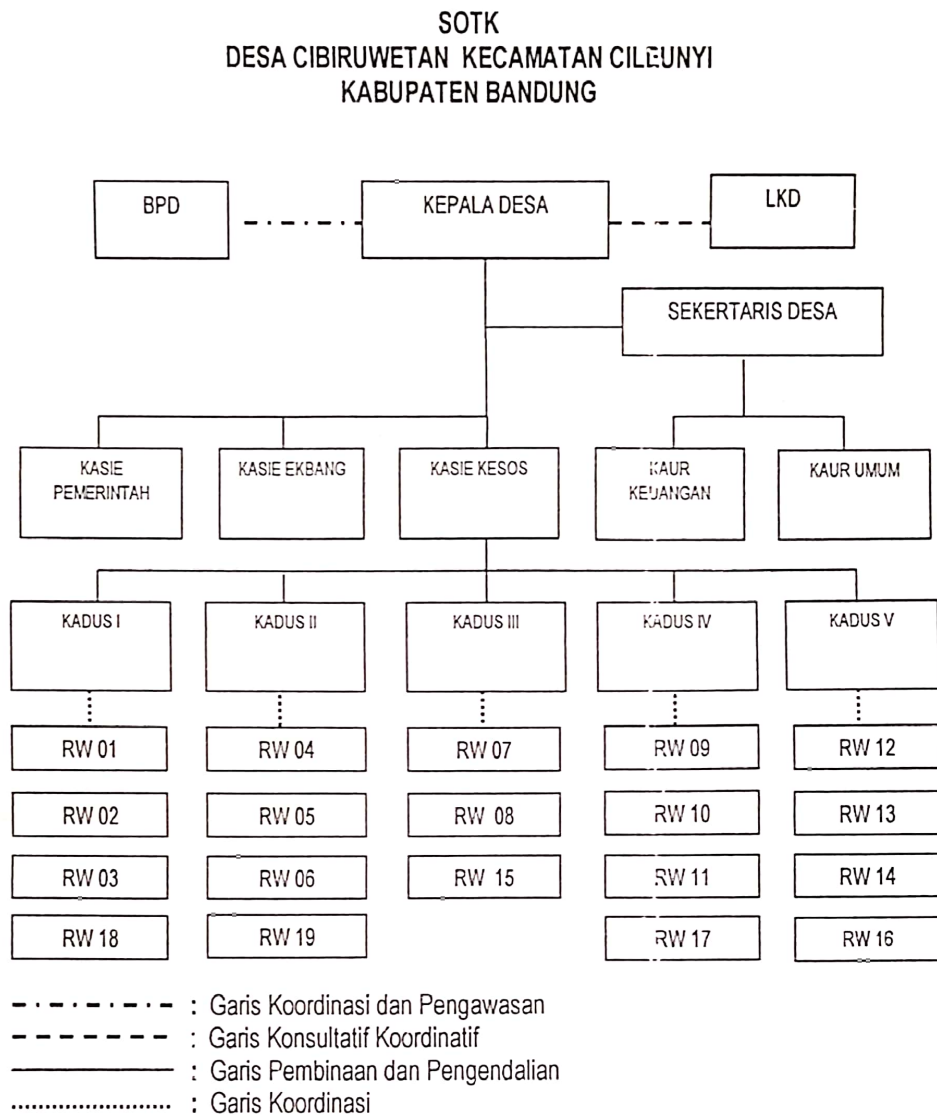 SOTK
DESA CIBIRUWETAN KECAMATAN CILEUNYI
KABUPATEN BANDUNG
BPD
KEPALA DESA
LKD
SEKERTARIS DESA
KASIE
PEMERINTAH
KASIE EKBANG
KASIE KESOS
KAUR
KEUANGAN
KAUR UMUM
KADUS I
KADUS II
KADUS III
KADUS IV
KADUS V
RW 01
RW 04
RW 07
RW 09
RW 12
RW 02
RW 05
RW 08
RW 10
RW 13
RW 03
RW 06
RW 15
RW 11
RW 14
RW 18
RW 19
RW 17
RW 16
: Garis Koordinasi dan Pengawasan
: Garis Konsultatif Koordinatif
: Garis Pembinaan dan Pengendalian
: Garis Koordinasi